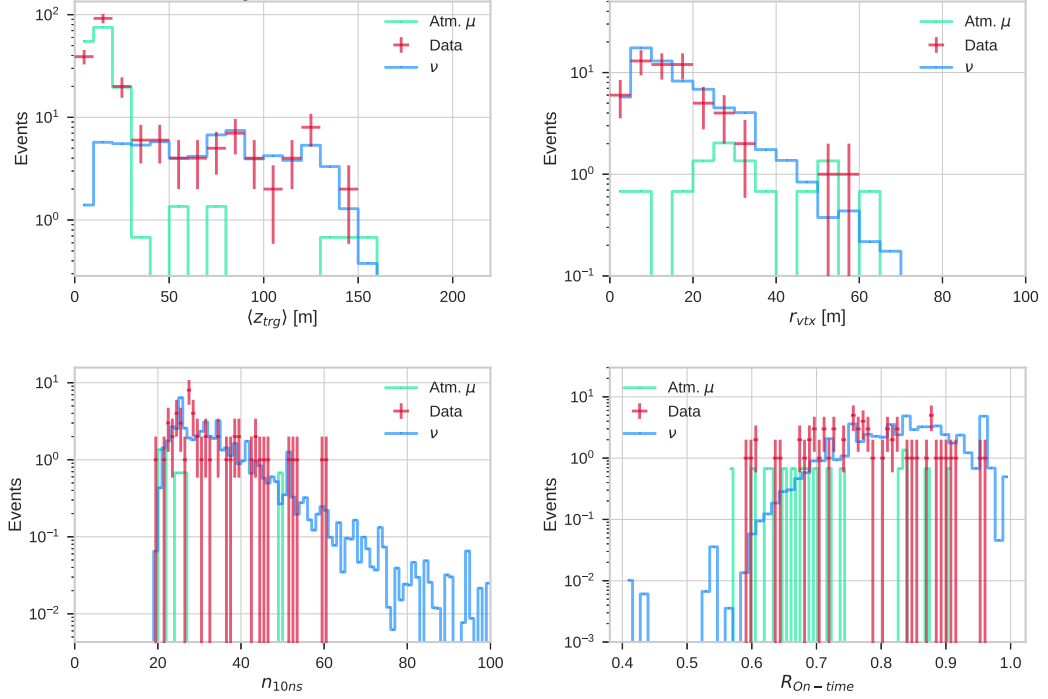 10² Atm. μ
Data
10¹ ν
10⁰
Events
0 50 100 150 200
⟨z_trg⟩ [m]
Atm. μ
Data
10¹ ν
10⁰
10⁻¹
Events
0 20 40 60 80 100
r_vtx [m]
10¹ Atm. μ
Data
10⁰ ν
10⁻¹
10⁻²
Events
0 20 40 60 80 100
n_10ns
10¹ Atm. μ
Data
10⁰ ν
10⁻¹
10⁻²
10⁻³
Events
0.4 0.5 0.6 0.7 0.8 0.9 1.0
R_On−time